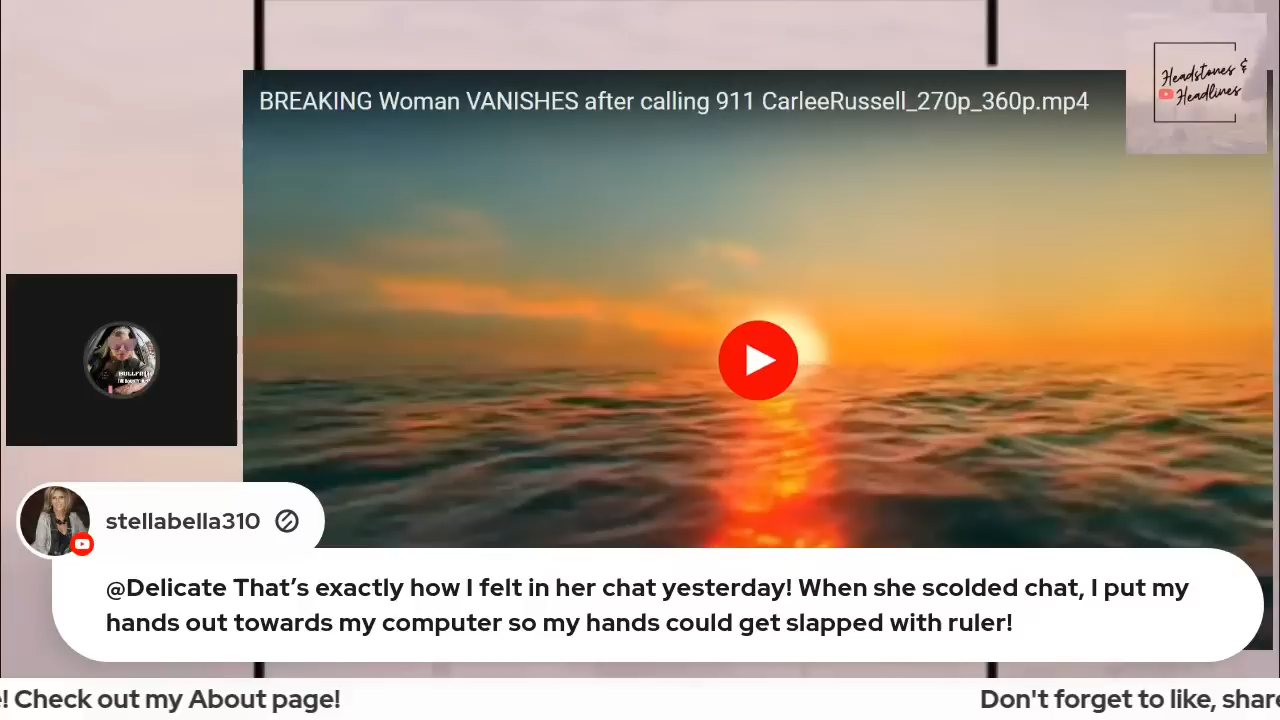 BREAKING Woman VANISHES after calling 911 CarleeRussell_270p_360p.mp4
Headstones &
Headlines
stellabella310
@Delicate That’s exactly how I felt in her chat yesterday! When she scolded chat, I put my
hands out towards my computer so my hands could get slapped with ruler!
! Check out my About page!
Don't forget to like, share